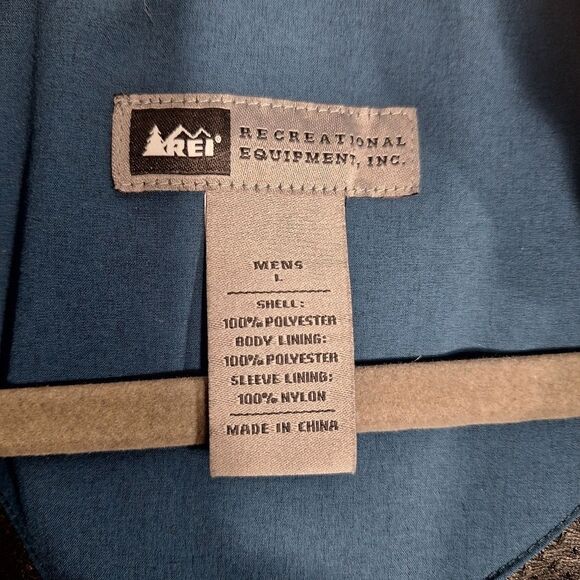 REI®
RECREATIONAL
EQUIPMENT, INC.
MENS
L
SHELL:
100% POLYESTER
BODY LINING:
100% POLYESTER
SLEEVE LINING:
100% NYLON
MADE IN CHINA